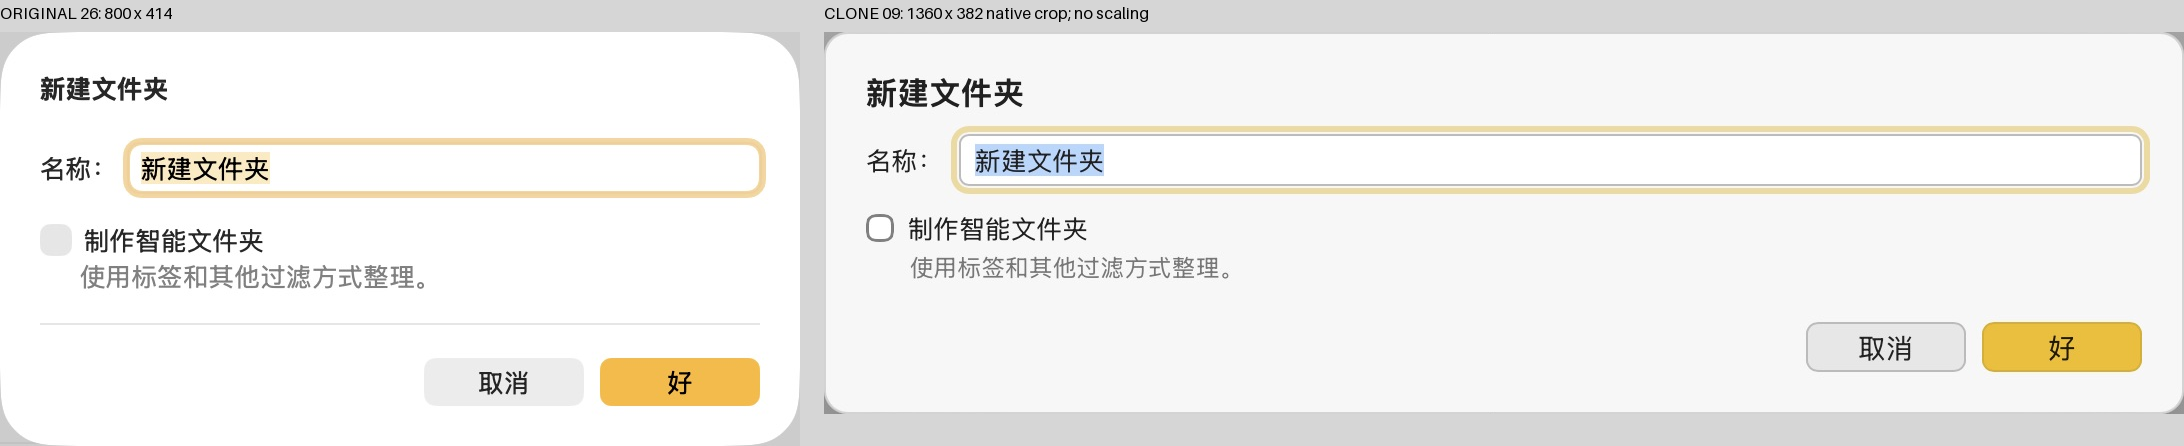 ORIGINAL 26: 800 x 414
新建文件夹
名称：
新建文件夹
制作智能文件夹
使用标签和其他过滤方式整理。
取消
好
CLONE 09: 1360 x 382 native crop; no scaling
新建文件夹
名称：
新建文件夹
制作智能文件夹
使用标签和其他过滤方式整理。
取消
好